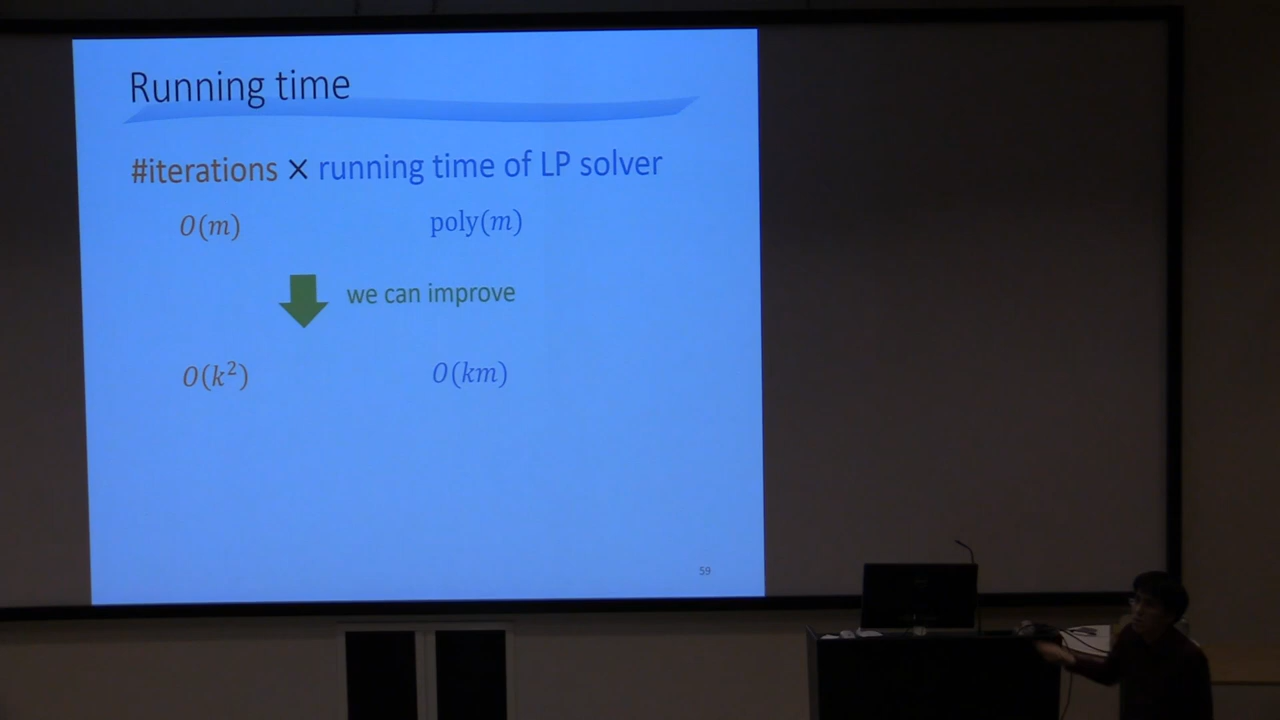 Running time
#iterations × running time of LP solver
O(m) poly(m)
we can improve
O(k²) O(km)
59